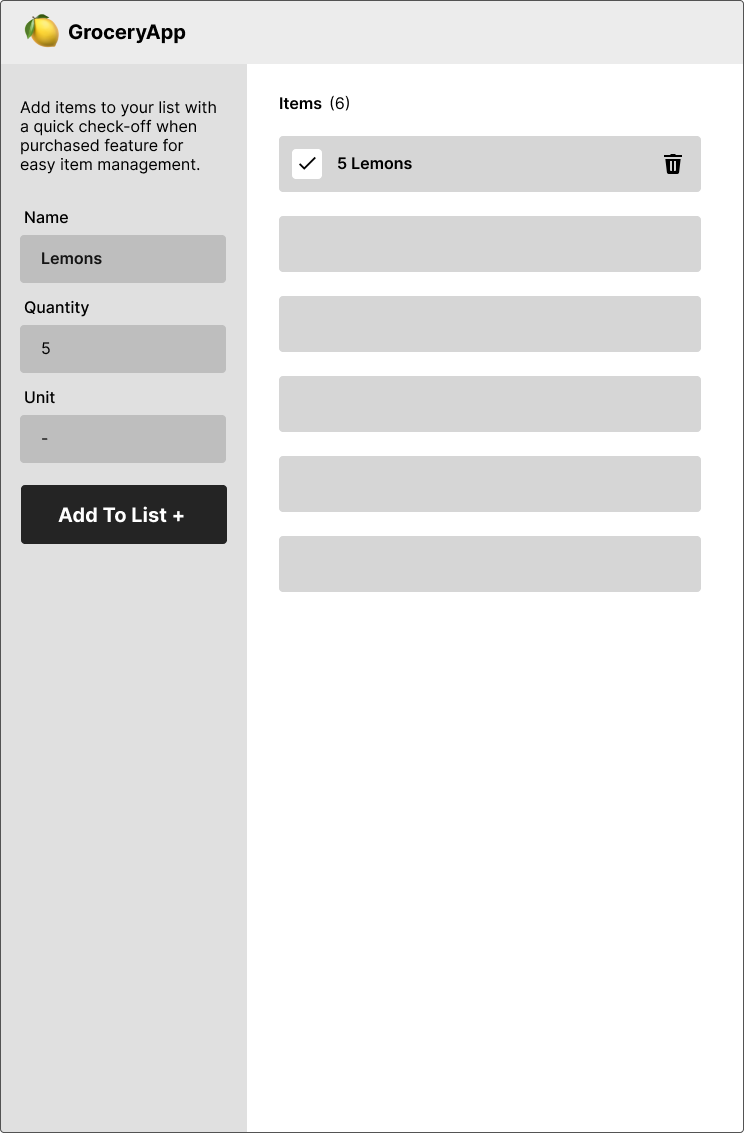 GroceryApp
Add items to your list with
a quick check-off when
purchased feature for
easy item management.
Name
Lemons
Quantity
5
Unit
-
Add To List +
Items (6)
5 Lemons